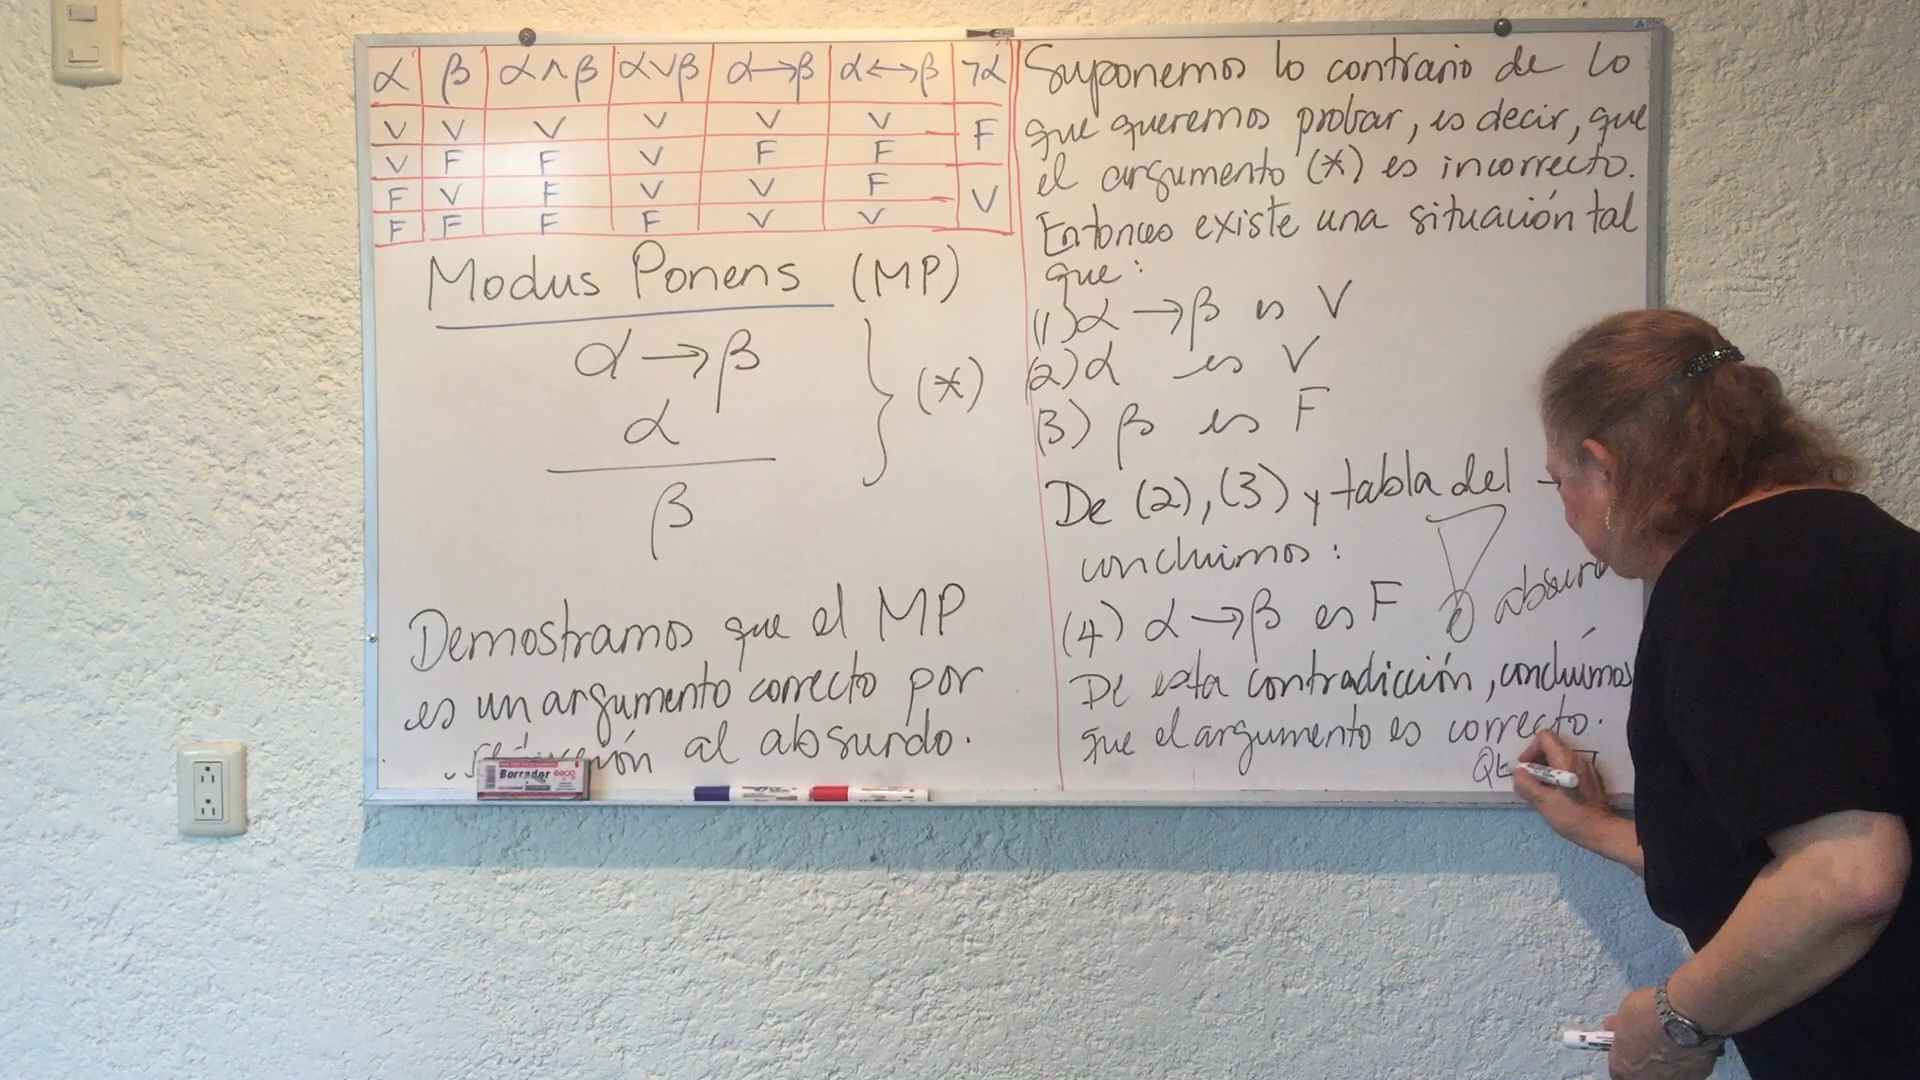 α β α∧β α∨β α→β α↔β ¬α
V V V V V V F
V F F V F F
F V F V V F V
F F F F V V
Modus Ponens (MP)
α→β
α
β
(*)
Demostramos que el MP
es un argumento correcto por
al absurdo.
Borrador
Suponemos lo contrario de lo
que queremos probar, es decir, que
el argumento (*) es incorrecto.
Entonces existe una situación tal
que:
(1) α→β es V
(2) α es V
(3) β es F
De (2), (3) y tabla del
concluimos:
(4) α→β es F
De esta contradicción, concluimos
que el argumento es correcto.